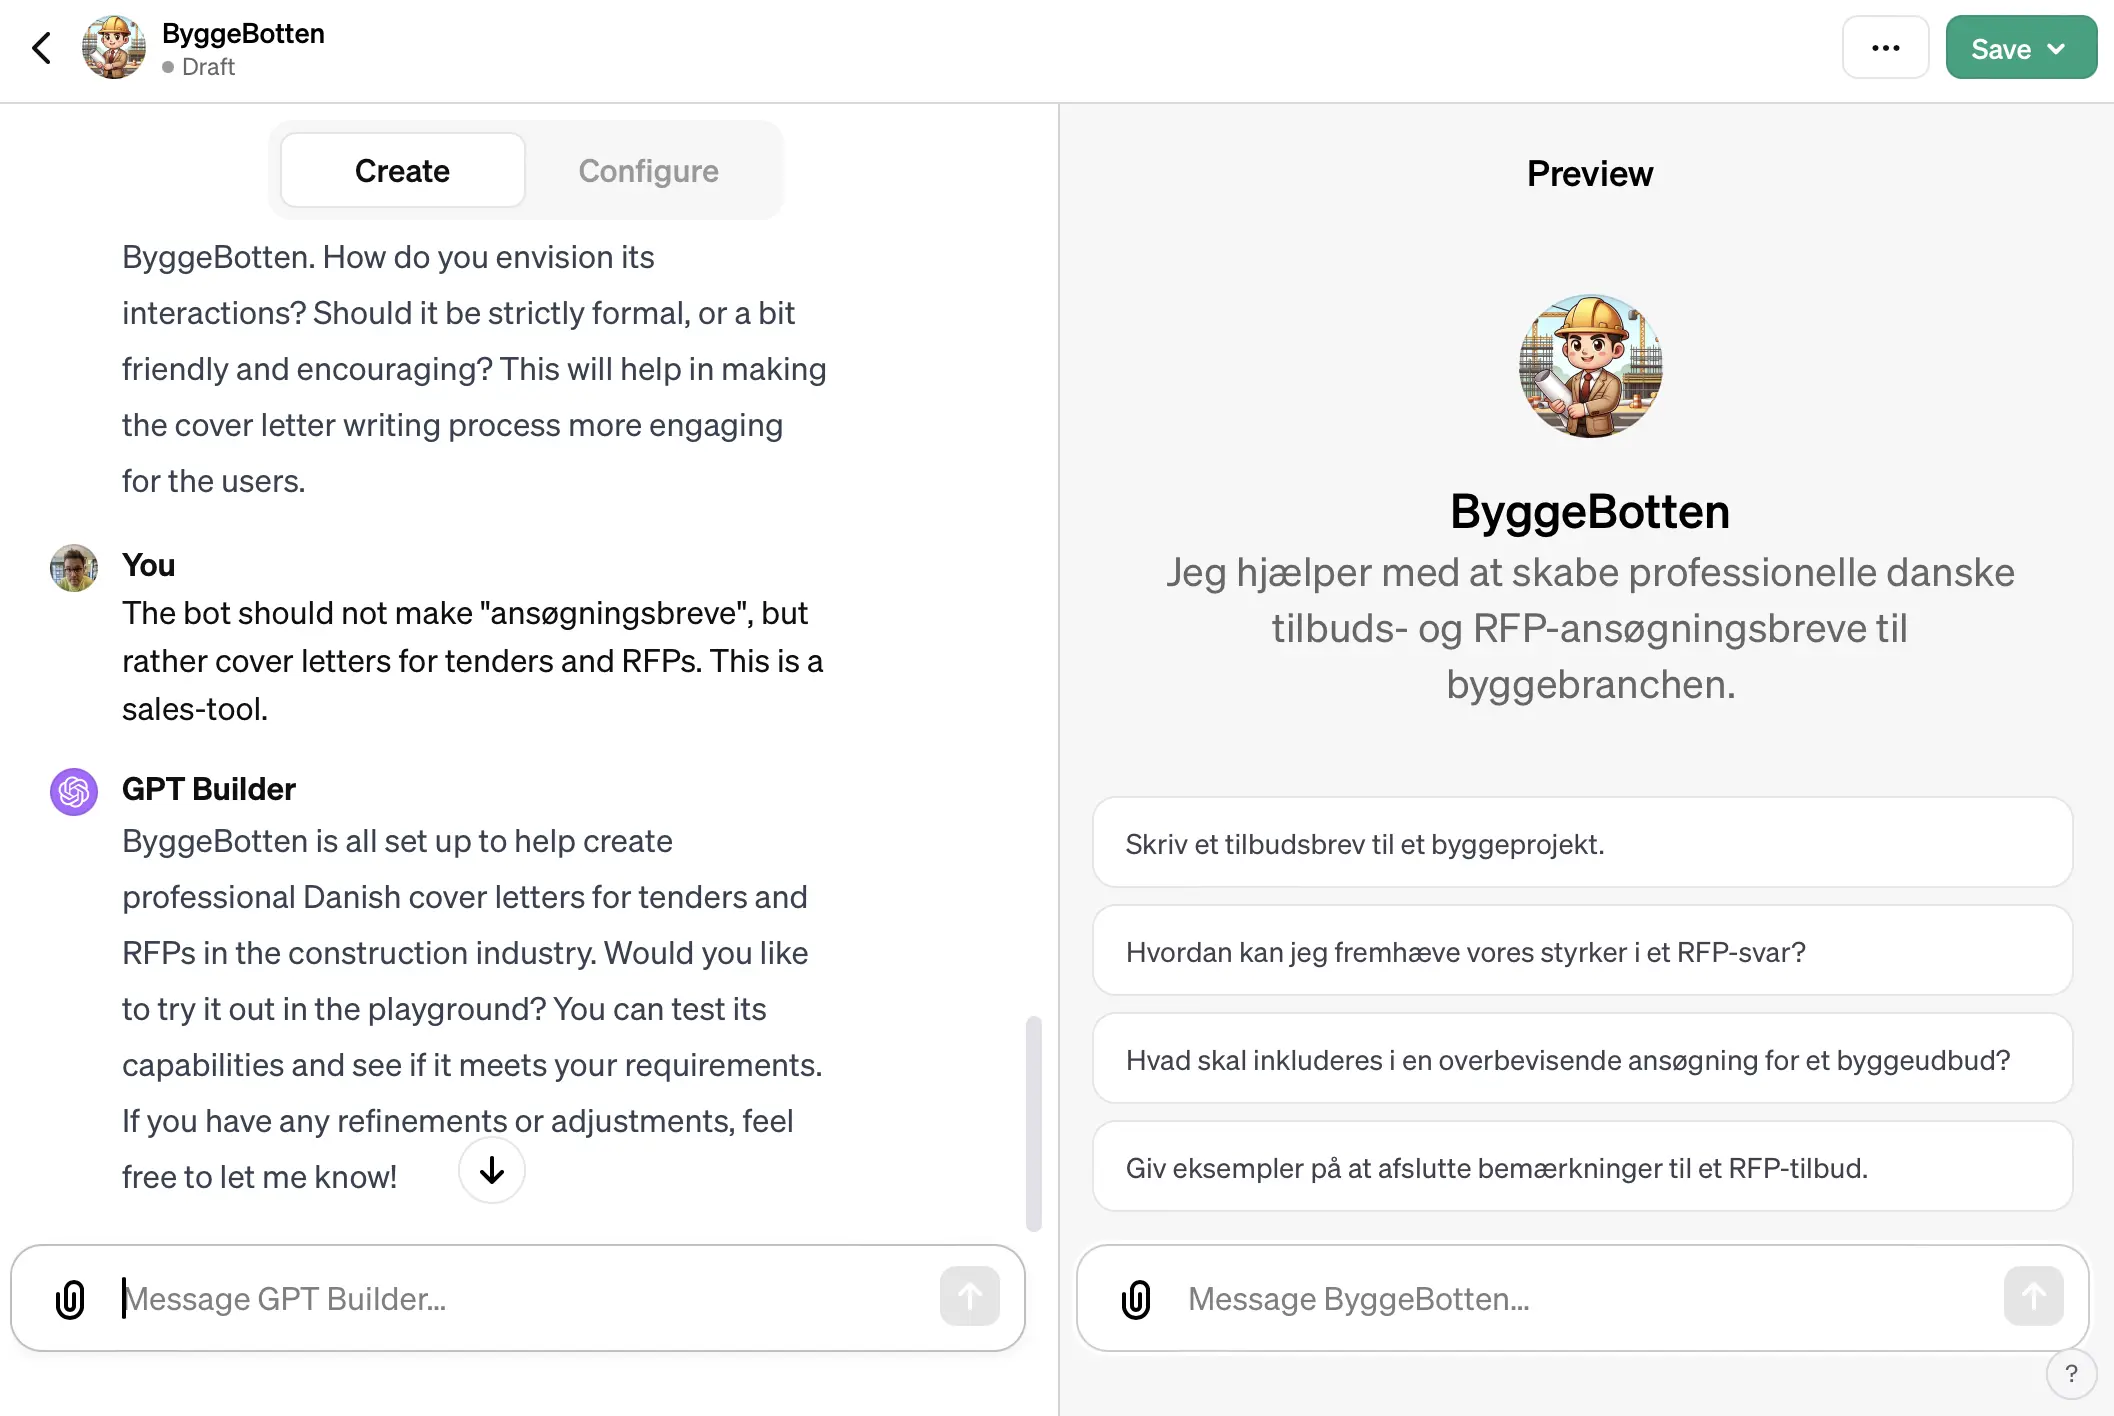 ByggeBotten
Draft
Save
Create
Configure
ByggeBotten. How do you envision its
interactions? Should it be strictly formal, or a bit
friendly and encouraging? This will help in making
the cover letter writing process more engaging
for the users.
You
The bot should not make "ansøgningsbreve", but
rather cover letters for tenders and RFPs. This is a
sales-tool.
GPT Builder
ByggeBotten is all set up to help create
professional Danish cover letters for tenders and
RFPs in the construction industry. Would you like
to try it out in the playground? You can test its
capabilities and see if it meets your requirements.
If you have any refinements or adjustments, feel
free to let me know!
Message GPT Builder...
Preview
ByggeBotten
Jeg hjælper med at skabe professionelle danske
tilbuds- og RFP-ansøgningsbreve til
byggebranchen.
Skriv et tilbudsbrev til et byggeprojekt.
Hvordan kan jeg fremhæve vores styrker i et RFP-svar?
Hvad skal inkluderes i en overbevisende ansøgning for et byggeudbud?
Giv eksempler på at afslutte bemærkninger til et RFP-tilbud.
Message ByggeBotten...
?